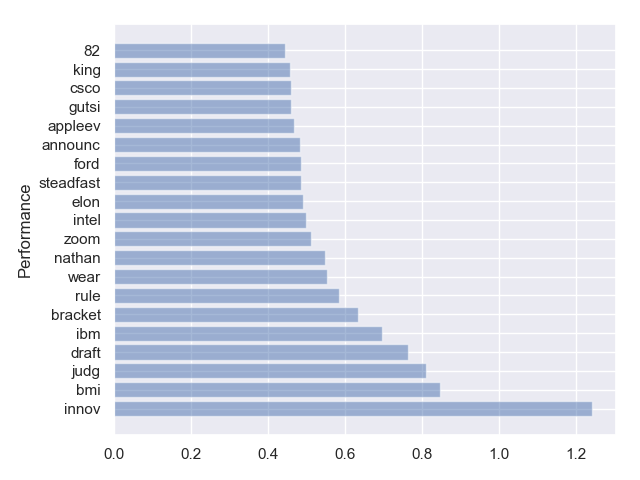 82
king
csco
gutsi
appleev
announc
ford
steadfast
elon
intel
zoom
nathan
wear
rule
bracket
ibm
draft
judg
bmi
innov
Performance
0.0 0.2 0.4 0.6 0.8 1.0 1.2